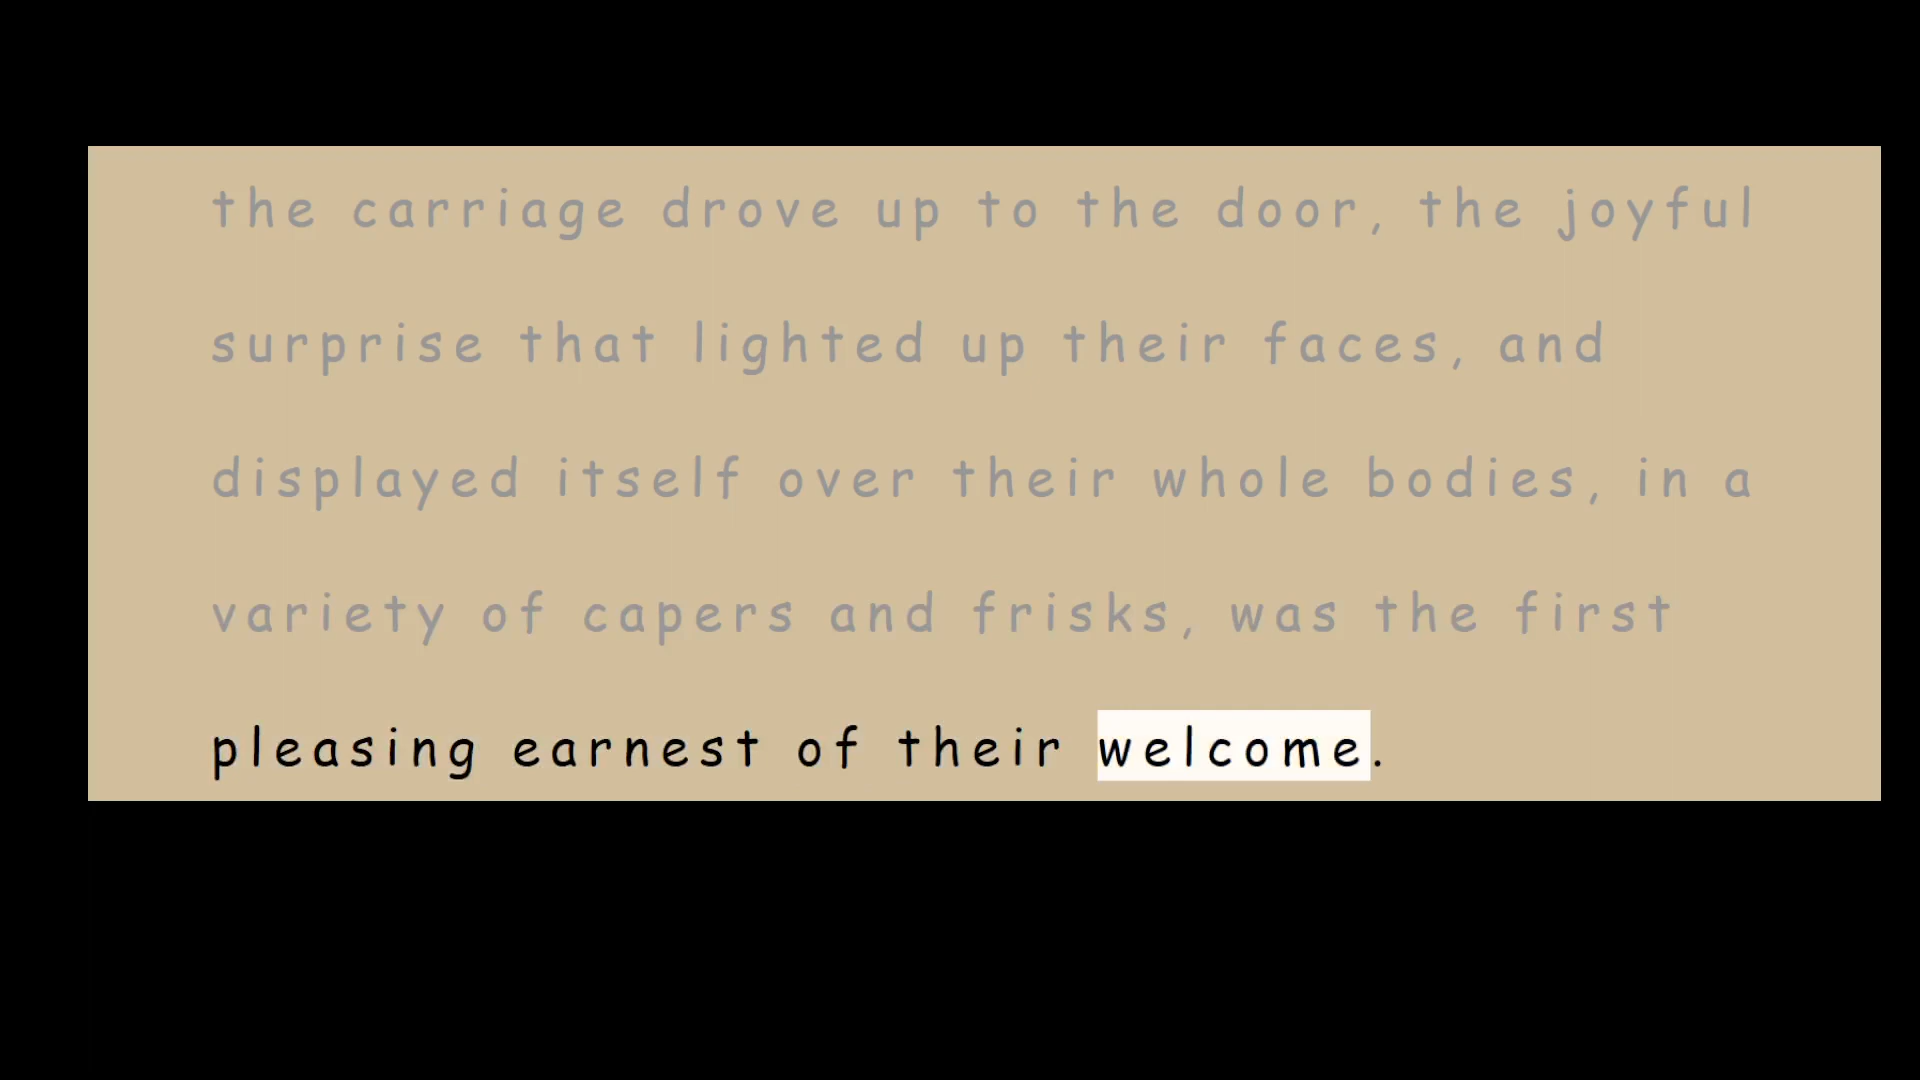 the carriage drove up to the door, the joyful
surprise that lighted up their faces, and
displayed itself over their whole bodies, in a
variety of capers and frisks, was the first
pleasing earnest of their welcome.